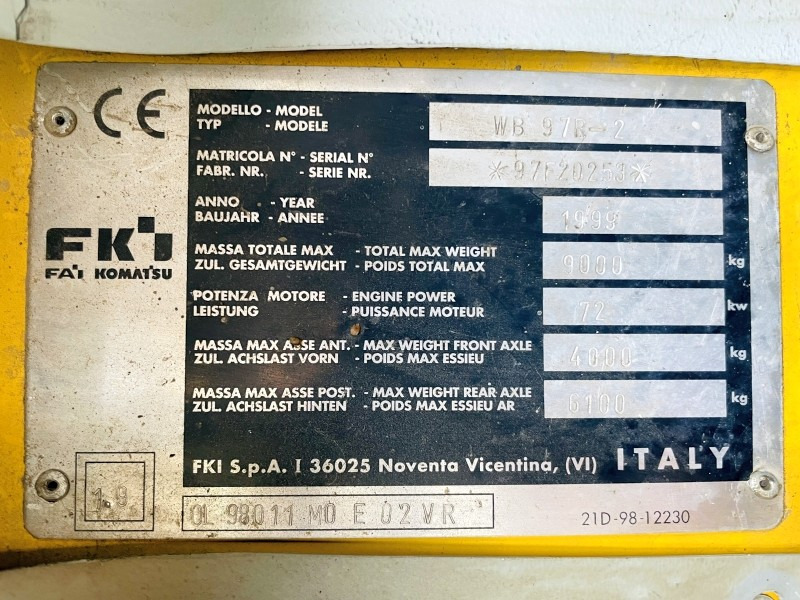 CE
MODELLO - MODEL
TYP - MODELE
WB 97R-2
MATRICOLA N° - SERIAL N°
FABR. NR. - SERIE NR.
*97F20253*
ANNO - YEAR
BAUJAHR - ANNEE
1999
FKI
FAI KOMATSU
MASSA TOTALE MAX - TOTAL MAX WEIGHT
ZUL. GESAMTGEWICHT - POIDS TOTAL MAX
9000 kg
POTENZA MOTORE - ENGINE POWER
LEISTUNG - PUISSANCE MOTEUR
72 kw
MASSA MAX ASSE ANT. - MAX WEIGHT FRONT AXLE
ZUL. ACHSLAST VORN - POIDS MAX ESSIEU
4000 kg
MASSA MAX ASSE POST. - MAX WEIGHT REAR AXLE
ZUL. ACHSLAST HINTEN - POIDS MAX ESSIEU AR
6100 kg
FKI S.p.A. I 36025 Noventa Vicentina, (VI) ITALY
1.9
OL 98011 MO E 02 VR
21D-98-12230